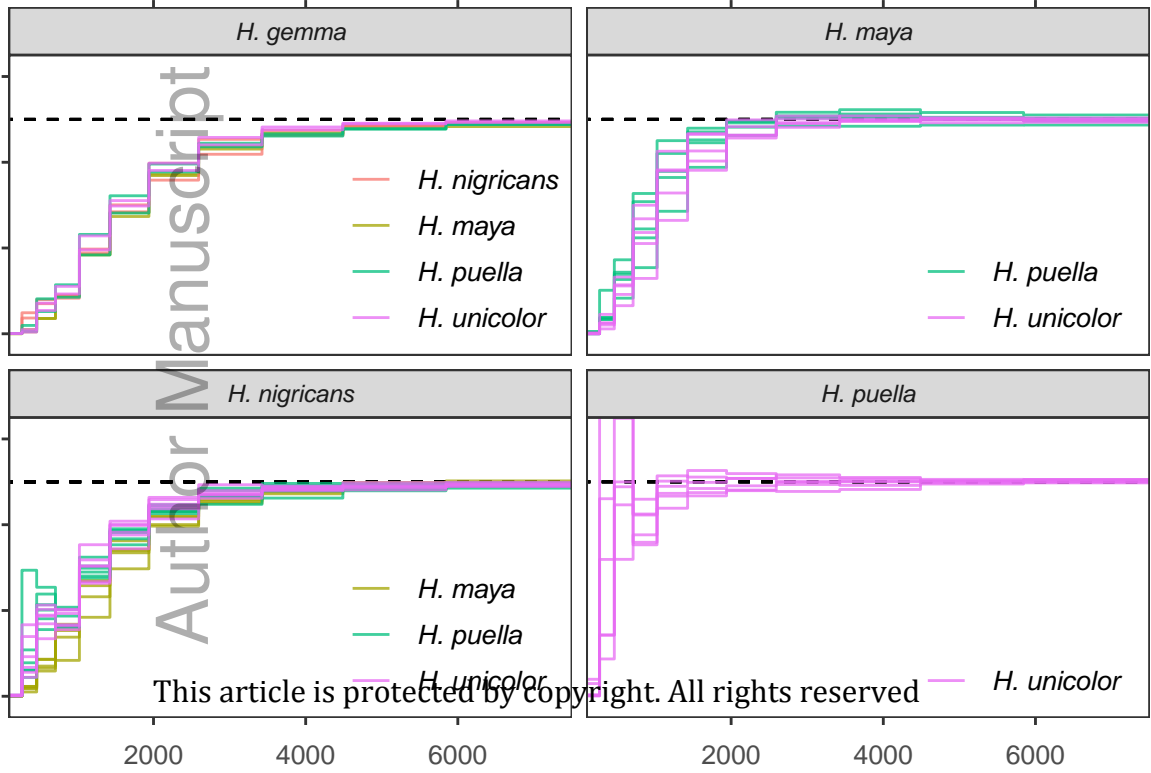 H. gemma
H. maya
H. nigricans
H. maya
H. puella
H. unicolor
H. puella
H. unicolor
H. nigricans
H. puella
H. maya
H. puella
H. unicolor
H. unicolor
Author Manuscript
This article is protected by copyright. All rights reserved
2000 4000 6000 2000 4000 6000